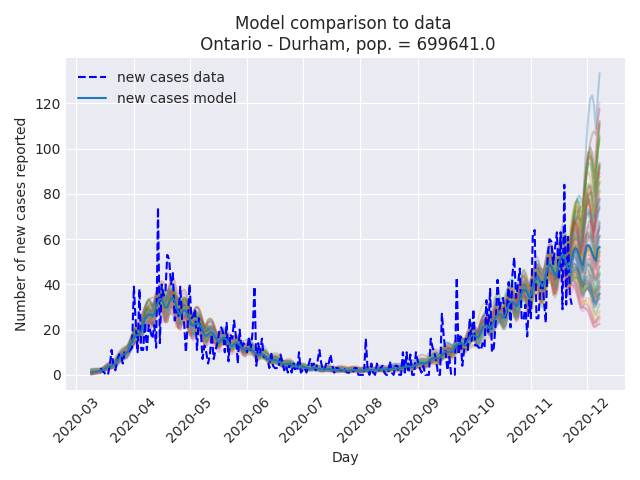 Model comparison to data
Ontario - Durham, pop. = 699641.0
new cases data
new cases model
Number of new cases reported
120
100
80
60
40
20
0
2020-03
2020-04
2020-05
2020-06
2020-07
2020-08
2020-09
2020-10
2020-11
2020-12
Day